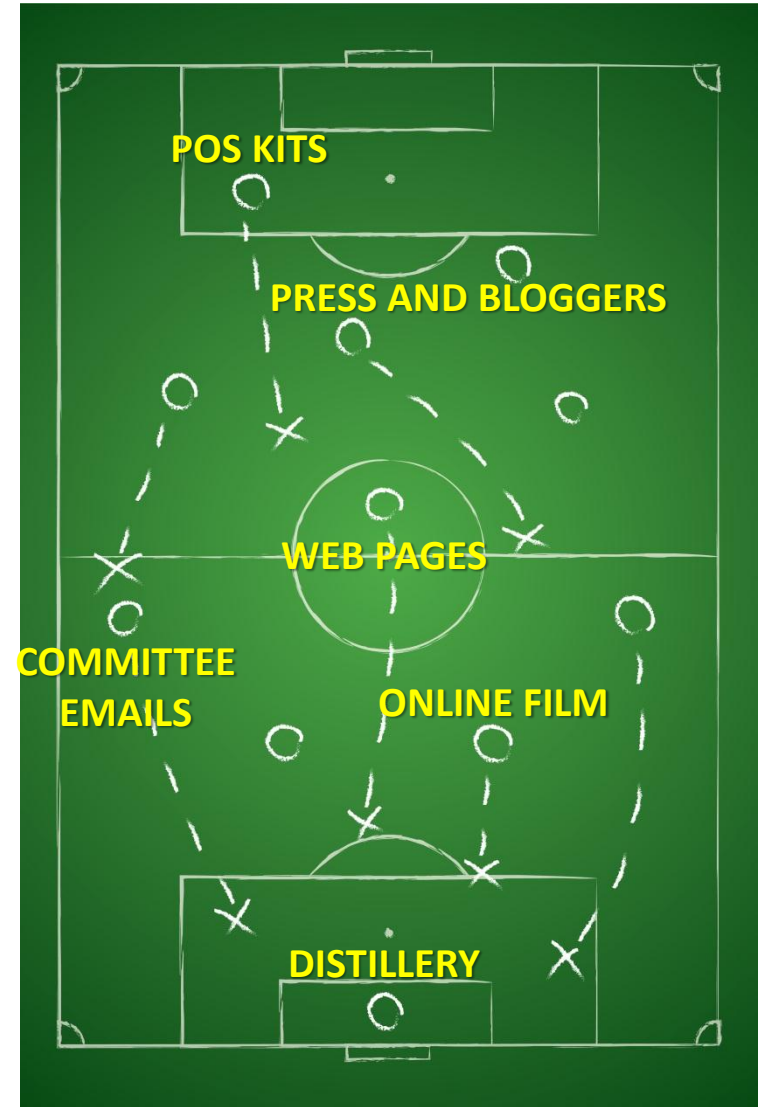 POS KITS
PRESS AND BLOGGERS
WEB PAGES
COMMITTEE
EMAILS
ONLINE FILM
DISTILLERY